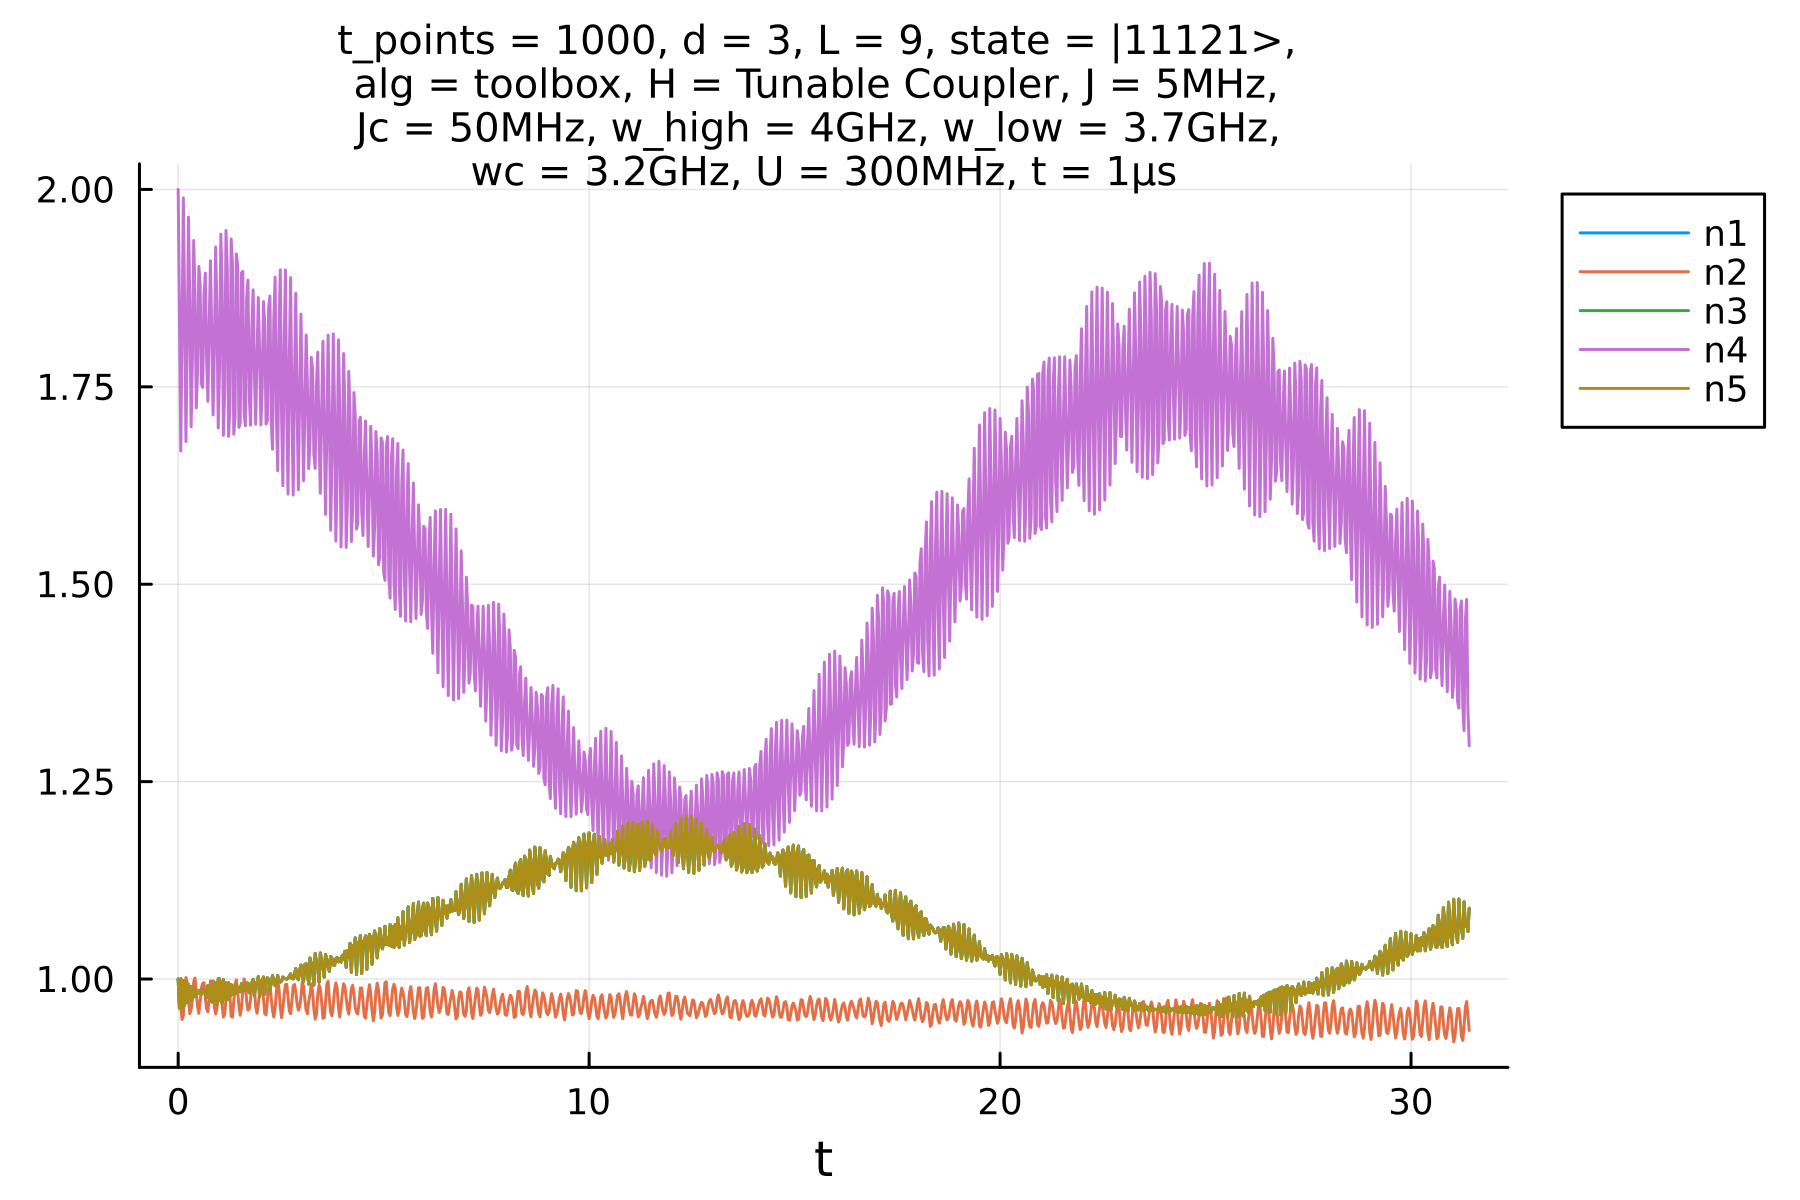 t_points = 1000, d = 3, L = 9, state = |11121>,
alg = toolbox, H = Tunable Coupler, J = 5MHz,
Jc = 50MHz, w_high = 4GHz, w_low = 3.7GHz,
wc = 3.2GHz, U = 300MHz, t = 1μs
2.00
1.75
1.50
1.25
1.00
0
10
20
30
t
n1
n2
n3
n4
n5